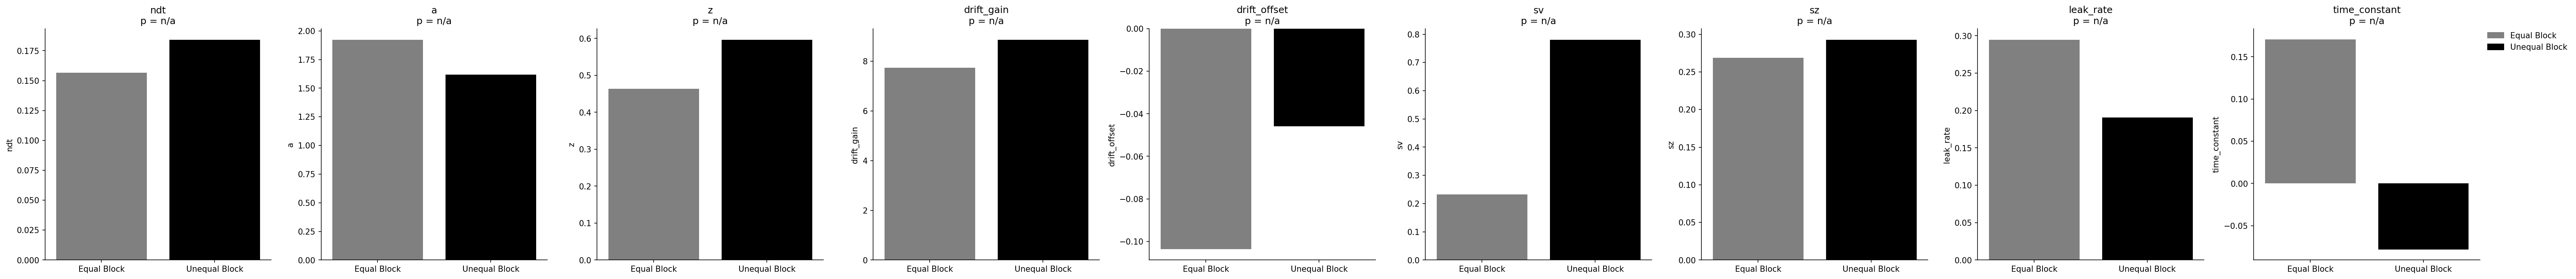 ndt
p = n/a
0.175
0.150
0.125
0.100
0.075
0.050
0.025
0.000
ndt
Equal Block
Unequal Block
a
p = n/a
2.00
1.75
1.50
1.25
1.00
0.75
0.50
0.25
0.00
a
Equal Block
Unequal Block
z
p = n/a
0.6
0.5
0.4
0.3
0.2
0.1
0.0
z
Equal Block
Unequal Block
drift_gain
p = n/a
8
6
4
2
0
drift_gain
Equal Block
Unequal Block
drift_offset
p = n/a
0.00
−0.02
−0.04
−0.06
−0.08
−0.10
drift_offset
Equal Block
Unequal Block
sv
p = n/a
0.8
0.7
0.6
0.5
0.4
0.3
0.2
0.1
0.0
sv
Equal Block
Unequal Block
sz
p = n/a
0.30
0.25
0.20
0.15
0.10
0.05
0.00
sz
Equal Block
Unequal Block
leak_rate
p = n/a
0.30
0.25
0.20
0.15
0.10
0.05
0.00
leak_rate
Equal Block
Unequal Block
time_constant
p = n/a
0.15
0.10
0.05
0.00
−0.05
time_constant
Equal Block
Unequal Block
Equal Block
Unequal Block